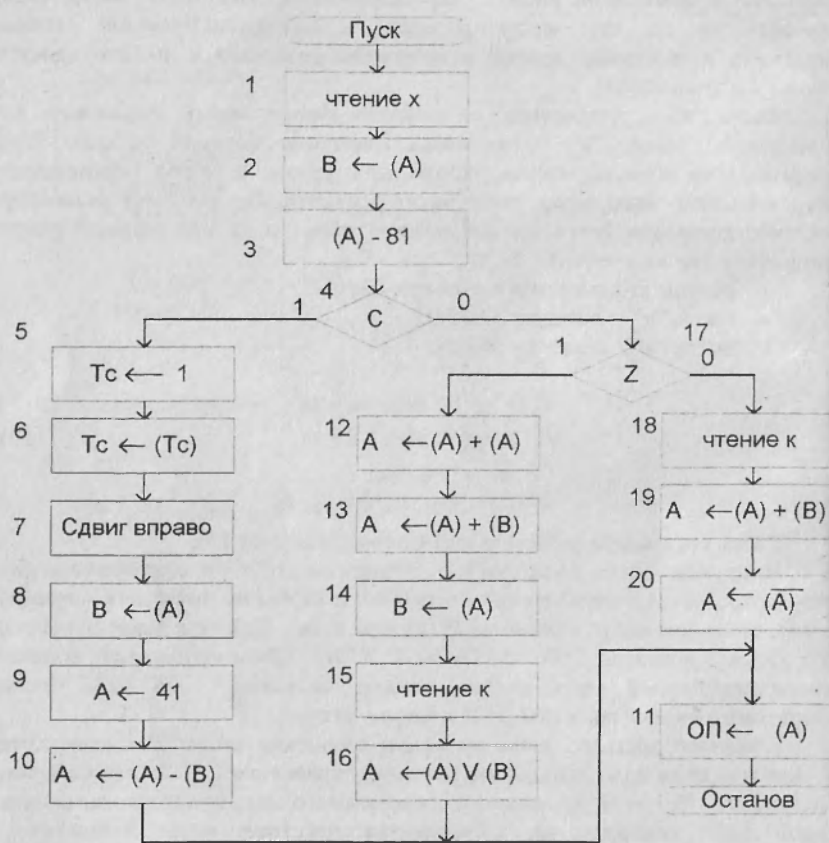 Пуск
1
чтение x
2
B ← (A)
3
(A) - 81
4
1
C
0
5
Tc ← 1
6
Tc ← (Tc)
7
Сдвиг вправо
8
B ← (A)
9
A ← 41
10
A ← (A) - (B)
1
Z
17
0
12
A ← (A) + (A)
13
A ← (A) + (B)
14
B ← (A)
15
чтение к
16
A ← (A) V (B)
18
чтение к
19
A ← (A) + (B)
20
A ← (A̅)
11
ОП ← (A)
Останов